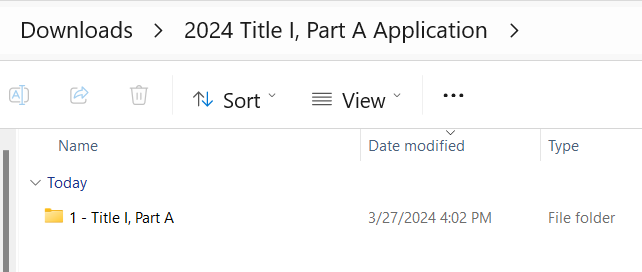 Downloads > 2024 Title I, Part A Application >
Sort View ...
Name Date modified Type
Today
1 - Title I, Part A 3/27/2024 4:02 PM File folder